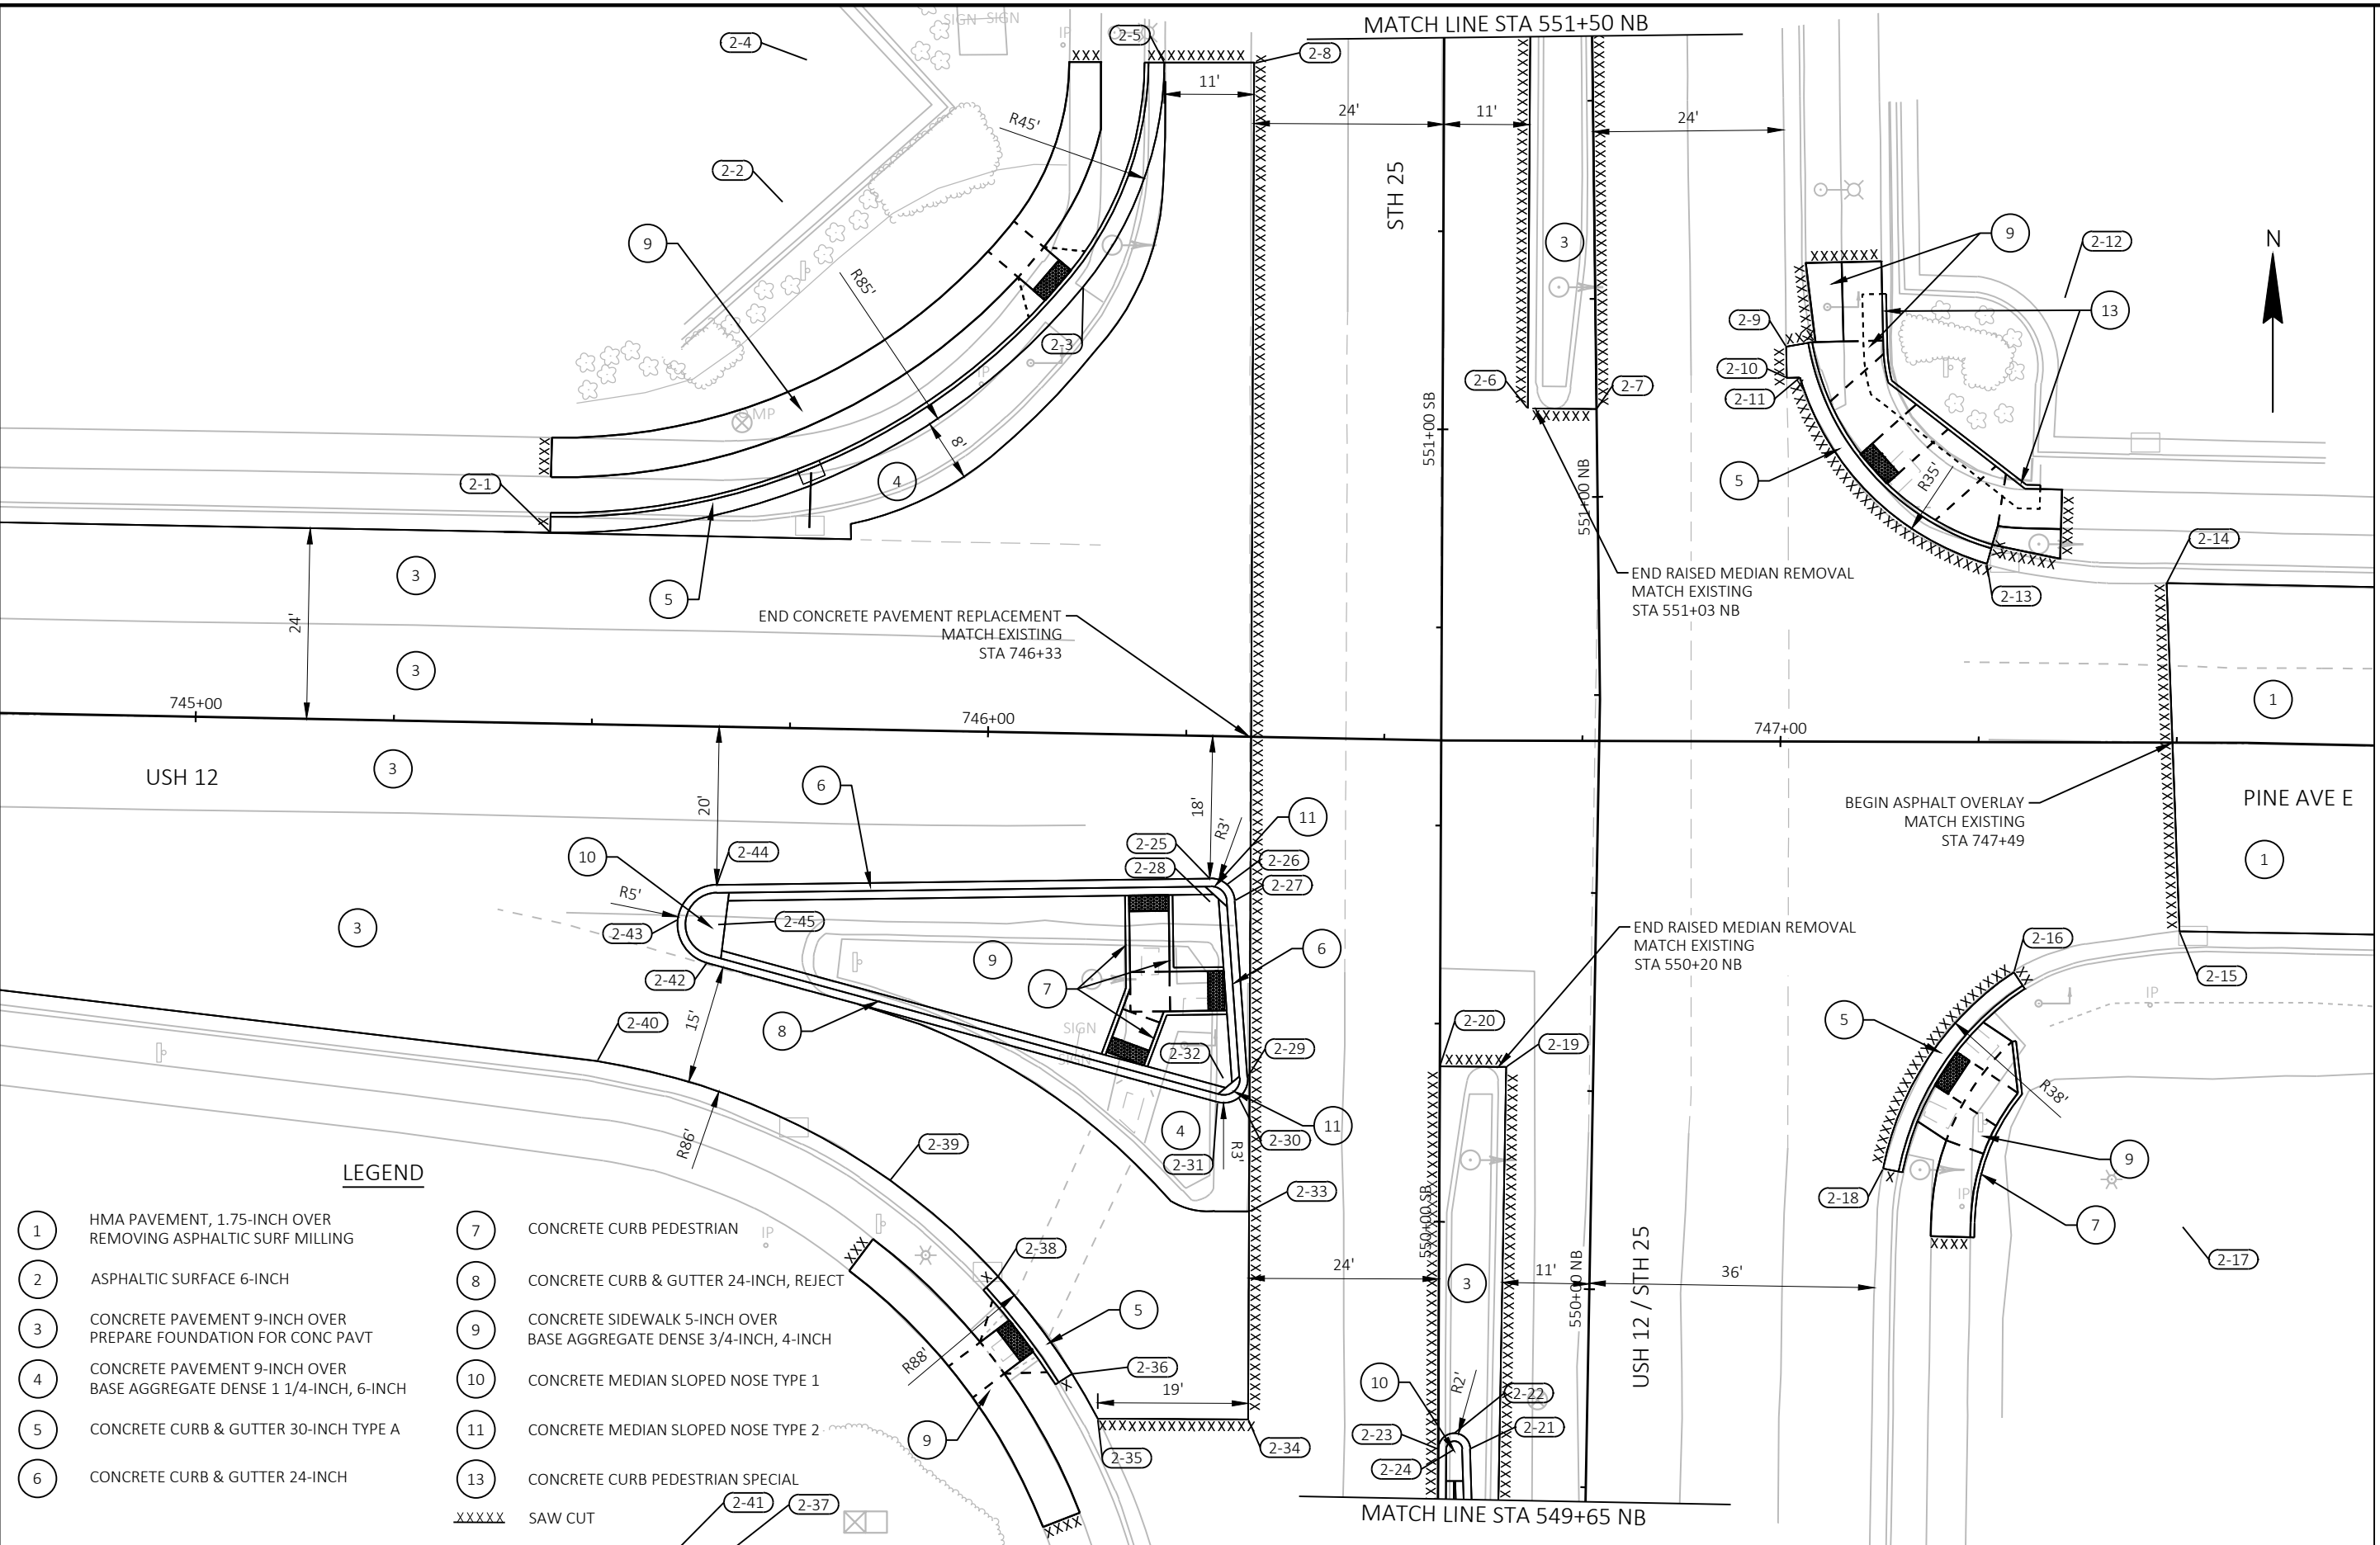 MATCH LINE STA 551+50 NB
SIGN SIGN
IP
2-4
2-5
2-8
11'
24'
11'
24'
R45'
2-2
STH 25
9
3
9
2-12
N
R85'
13
2-3
2-9
2-10
2-11
2-6
2-7
IP
MP
8'
551+00 SB
551+00 NB
2-1
4
5
R35'
3
5
END RAISED MEDIAN REMOVAL
MATCH EXISTING
STA 551+03 NB
2-14
2-13
24'
END CONCRETE PAVEMENT REPLACEMENT
MATCH EXISTING
STA 746+33
3
1
745+00
746+00
747+00
USH 12
3
6
20'
18'
R3'
11
BEGIN ASPHALT OVERLAY
MATCH EXISTING
STA 747+49
PINE AVE E
1
10
2-44
2-25
2-28
2-26
2-27
R5'
2-45
2-43
3
9
6
END RAISED MEDIAN REMOVAL
MATCH EXISTING
STA 550+20 NB
2-16
2-15
2-42
7
2-40
15'
8
SIGN
SIGN
2-32
2-29
2-20
2-19
5
IP
R38'
R86'
2-39
4
2-31
R3'
2-30
11
9
2-33
2-18
IP
7
2-17
IP
2-38
24'
550+00 SB
3
11'
550+00 NB
36'
USH 12 / STH 25
R88'
5
2-36
19'
9
2-35
2-34
10
R2'
2-22
2-23
2-21
2-24
MATCH LINE STA 549+65 NB
LEGEND
1 HMA PAVEMENT, 1.75-INCH OVER
REMOVING ASPHALTIC SURF MILLING
2 ASPHALTIC SURFACE 6-INCH
3 CONCRETE PAVEMENT 9-INCH OVER
PREPARE FOUNDATION FOR CONC PAVT
4 CONCRETE PAVEMENT 9-INCH OVER
BASE AGGREGATE DENSE 1 1/4-INCH, 6-INCH
5 CONCRETE CURB & GUTTER 30-INCH TYPE A
6 CONCRETE CURB & GUTTER 24-INCH
7 CONCRETE CURB PEDESTRIAN
8 CONCRETE CURB & GUTTER 24-INCH, REJECT
9 CONCRETE SIDEWALK 5-INCH OVER
BASE AGGREGATE DENSE 3/4-INCH, 4-INCH
10 CONCRETE MEDIAN SLOPED NOSE TYPE 1
11 CONCRETE MEDIAN SLOPED NOSE TYPE 2
13 CONCRETE CURB PEDESTRIAN SPECIAL
XXXXX SAW CUT
2-41
2-37